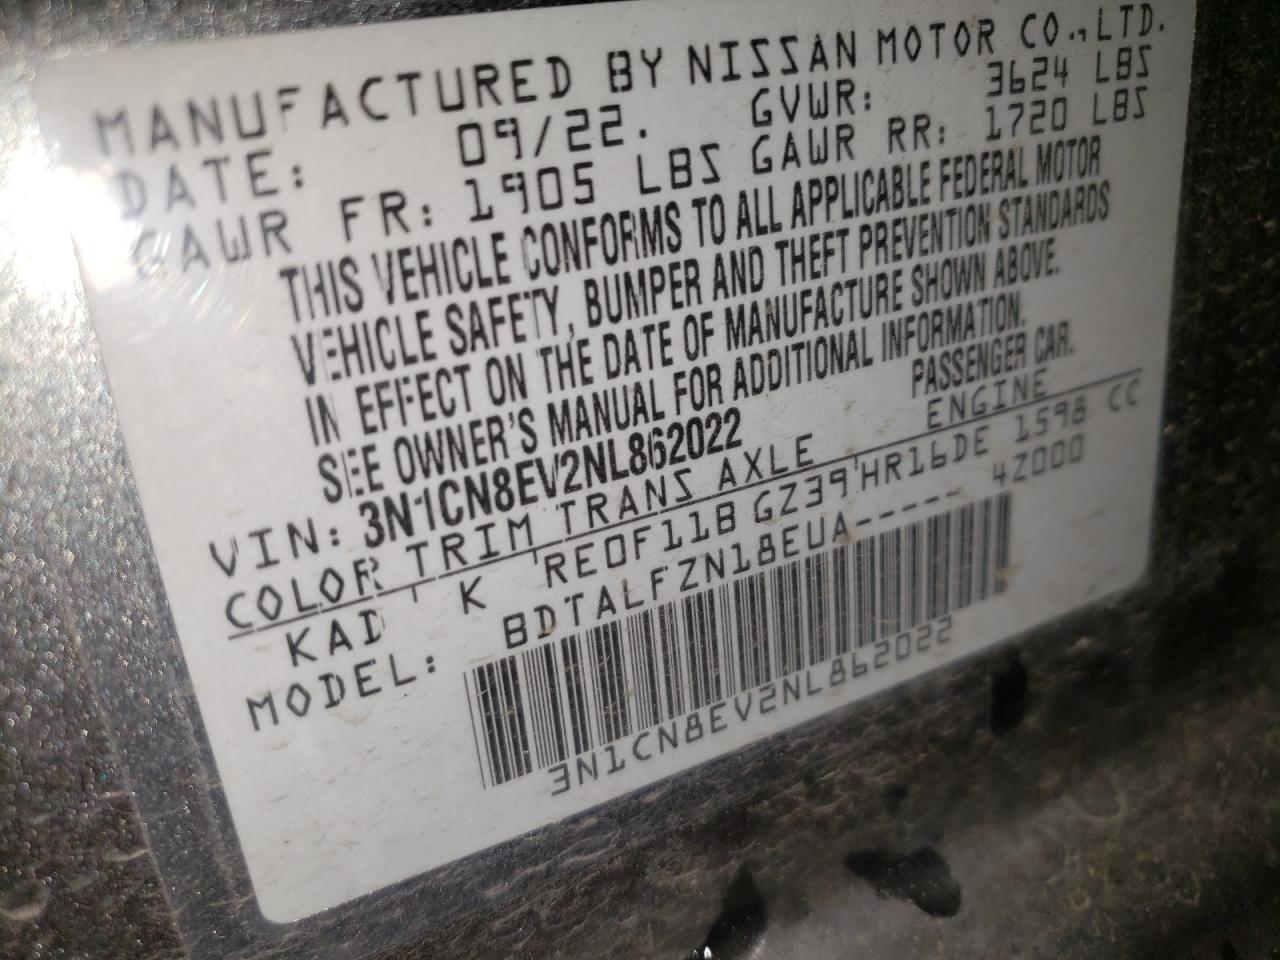 MANUFACTURED BY NISSAN MOTOR CO., LTD.
DATE: 09/22. GVWR: 3624 LBS
GAWR FR: 1905 LBS GAWR RR: 1720 LBS
THIS VEHICLE CONFORMS TO ALL APPLICABLE FEDERAL MOTOR
VEHICLE SAFETY, BUMPER AND THEFT PREVENTION STANDARDS
IN EFFECT ON THE DATE OF MANUFACTURE SHOWN ABOVE.
SEE OWNER'S MANUAL FOR ADDITIONAL INFORMATION.
VIN: 3N1CN8EV2NL862022 PASSENGER CAR.
COLOR TRIM TRANS AXLE ENGINE
KAD K RE0F11B GZ39 HR16DE 1598 CC
MODEL: BDTALFZN18EUA----- 4Z000
3N1CN8EV2NL862022